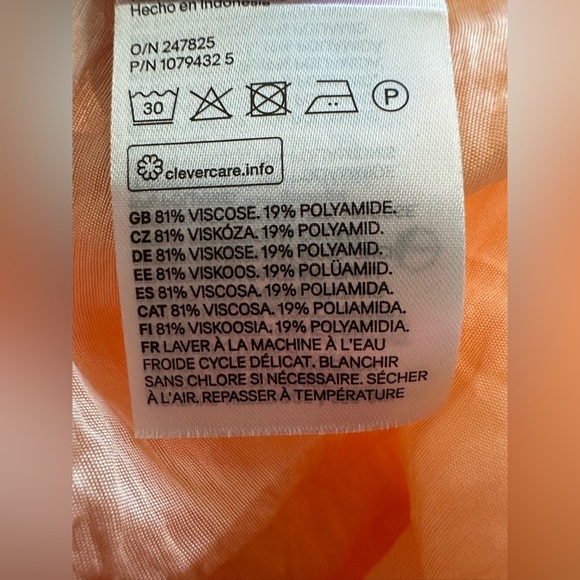 Hecho en Indonesia
O/N 247825
P/N 1079432 5
30
P
clevercare.info
GB 81% VISCOSE. 19% POLYAMIDE.
CZ 81% VISKÓZA. 19% POLYAMID.
DE 81% VISKOSE. 19% POLYAMID.
EE 81% VISKOOS. 19% POLÜAMIID.
ES 81% VISCOSA. 19% POLIAMIDA.
CAT 81% VISCOSA. 19% POLIAMIDA.
FI 81% VISKOOSIA. 19% POLYAMIDIA.
FR LAVER À LA MACHINE À L'EAU
FROIDE CYCLE DÉLICAT. BLANCHIR
SANS CHLORE SI NÉCESSAIRE. SÉCHER
À L'AIR. REPASSER À TEMPÉRATURE